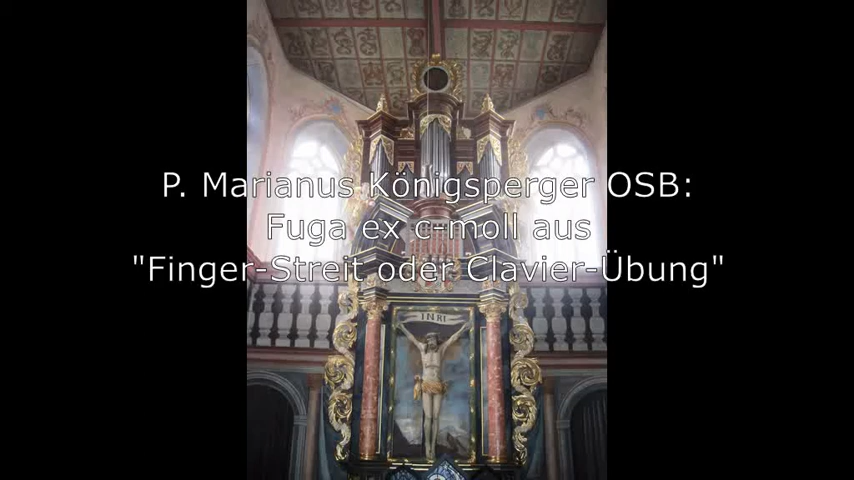 P. Marianus Königsperger OSB:
Fuga ex c-moll aus
"Finger-Streit oder Clavier-Übung"
INRI